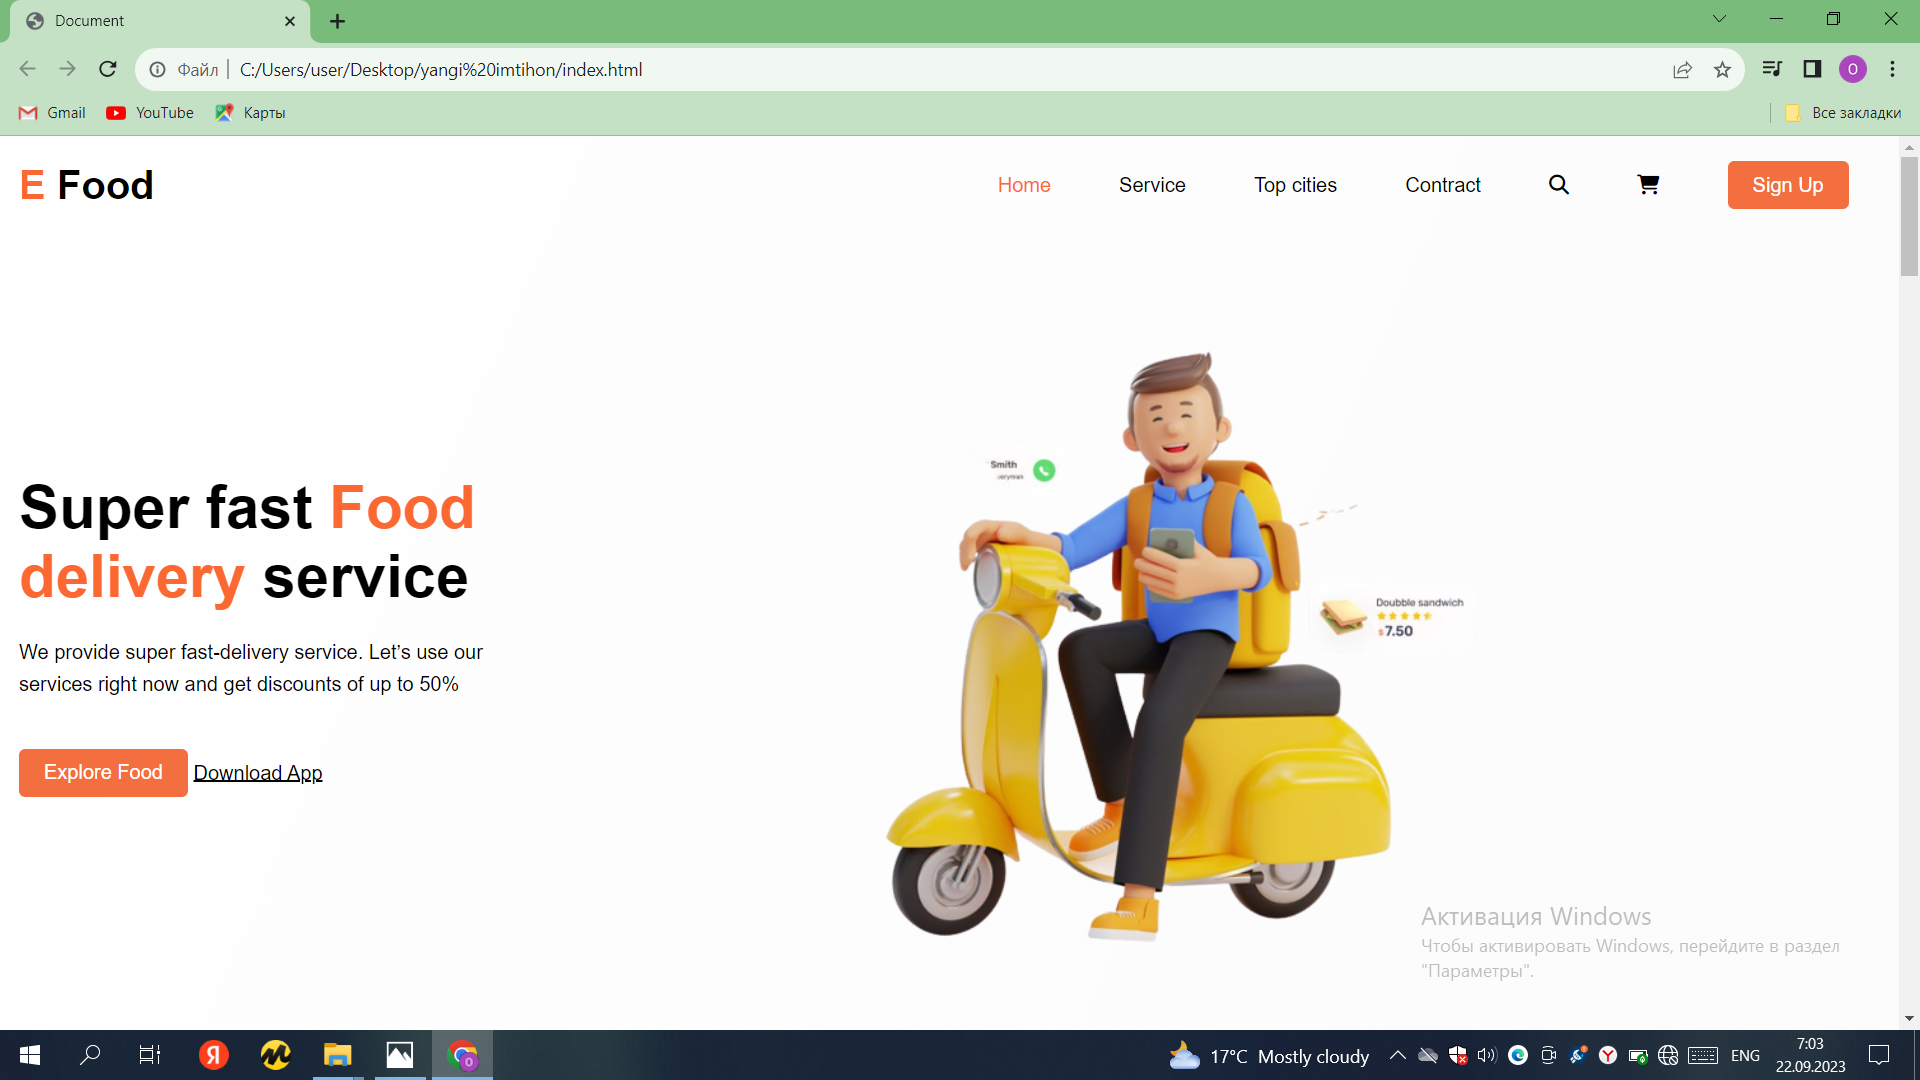 Document
Файл
C:/Users/user/Desktop/yangi%20imtihon/index.html
O
Gmail
YouTube
Карты
Все закладки
E Food
Home
Service
Top cities
Contract
Sign Up
Smith
Super fast Food
delivery service
Doubble sandwich
$7.50
We provide super fast-delivery service. Let’s use our
services right now and get discounts of up to 50%
Explore Food
Download App
Активация Windows
Чтобы активировать Windows, перейдите в раздел
"Параметры".
Я
17°C Mostly cloudy
ENG
7:03
22.09.2023